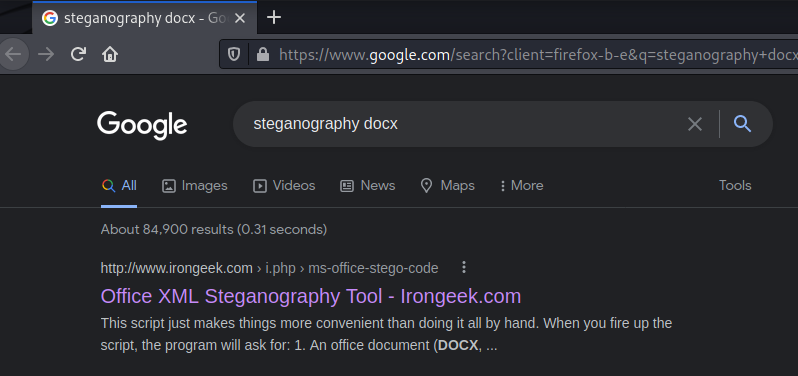 steganography docx - Go
https://www.google.com/search?client=firefox-b-e&q=steganography+docx
Google
steganography docx
All Images Videos News Maps More Tools
About 84,900 results (0.31 seconds)
http://www.irongeek.com › i.php › ms-office-stego-code
Office XML Steganography Tool - Irongeek.com
This script just makes things more convenient than doing it all by hand. When you fire up the
script, the program will ask for: 1. An office document (DOCX, ...